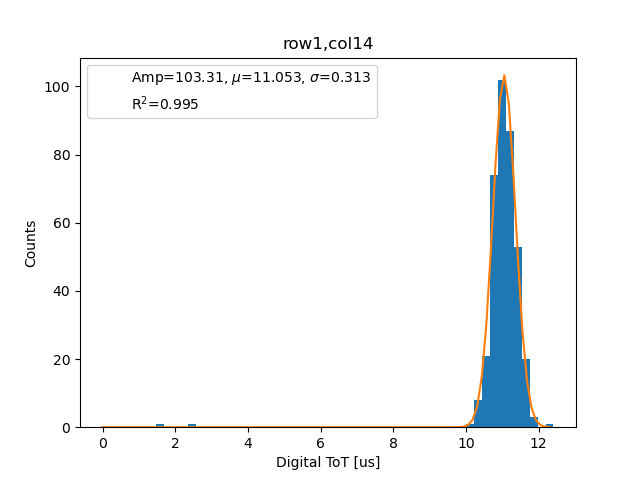 row1,col14
Amp=103.31, μ=11.053, σ=0.313
R²=0.995
Counts
100
80
60
40
20
0
0 2 4 6 8 10 12
Digital ToT [us]